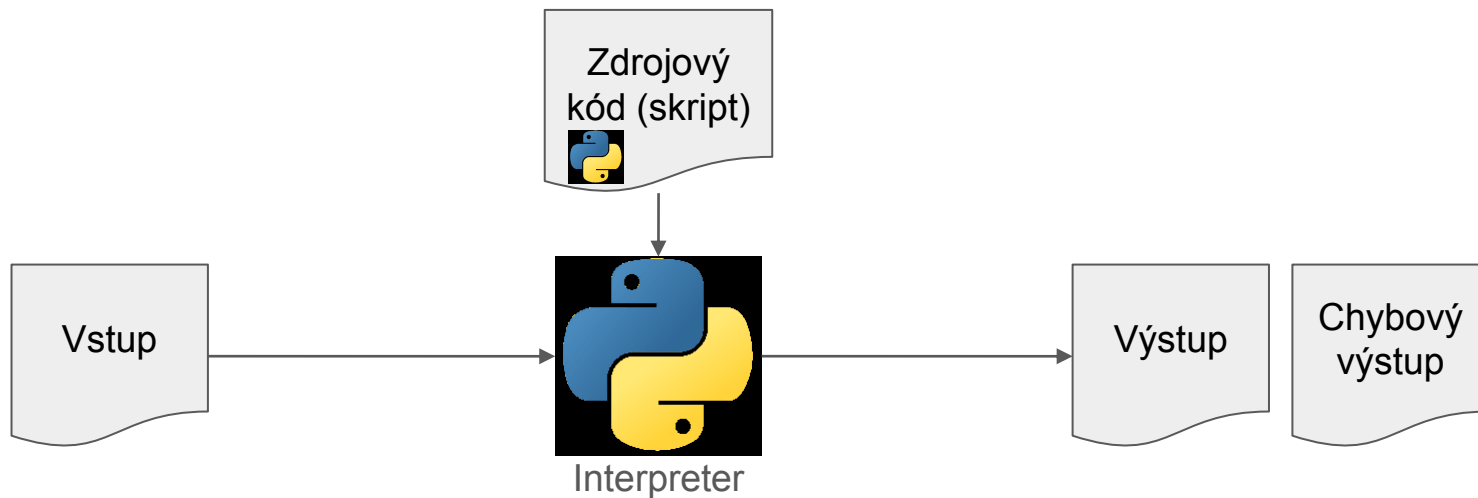 Zdrojový
kód (skript)
Vstup
Výstup
Chybový
výstup
Interpreter